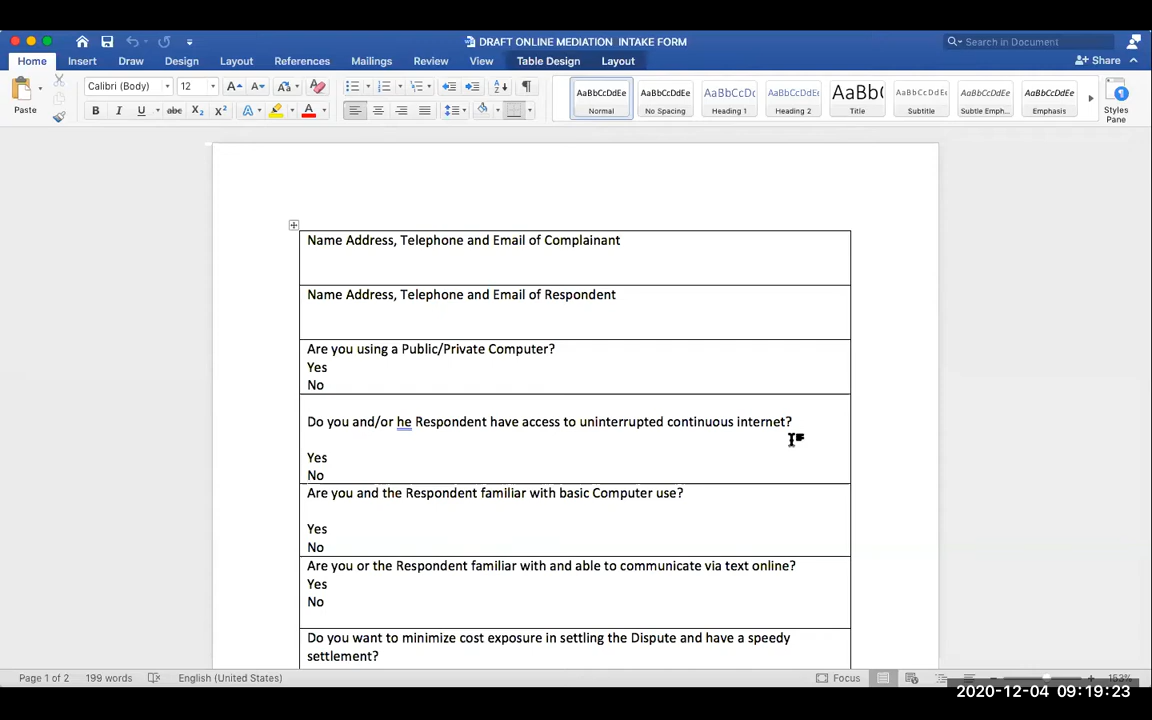 DRAFT ONLINE MEDIATION INTAKE FORM
Search in Document
Home Insert Draw Design Layout References Mailings Review View Table Design Layout
Share
Paste
Calibri (Body) 12
AaBbCcDdEe AaBbCcDdEe AaBbCcDc AaBbCcDdEe AaBb( AaBbCcDdEe AaBbCcDdEe AaBbCcDdEe
Normal No Spacing Heading 1 Heading 2 Title Subtitle Subtle Emph... Emphasis
Styles Pane
Name Address, Telephone and Email of Complainant
Name Address, Telephone and Email of Respondent
Are you using a Public/Private Computer?
Yes
No
Do you and/or he Respondent have access to uninterrupted continuous internet?
Yes
No
Are you and the Respondent familiar with basic Computer use?
Yes
No
Are you or the Respondent familiar with and able to communicate via text online?
Yes
No
Do you want to minimize cost exposure in settling the Dispute and have a speedy
settlement?
Page 1 of 2 199 words English (United States) Focus 153%
2020-12-04 09:19:23